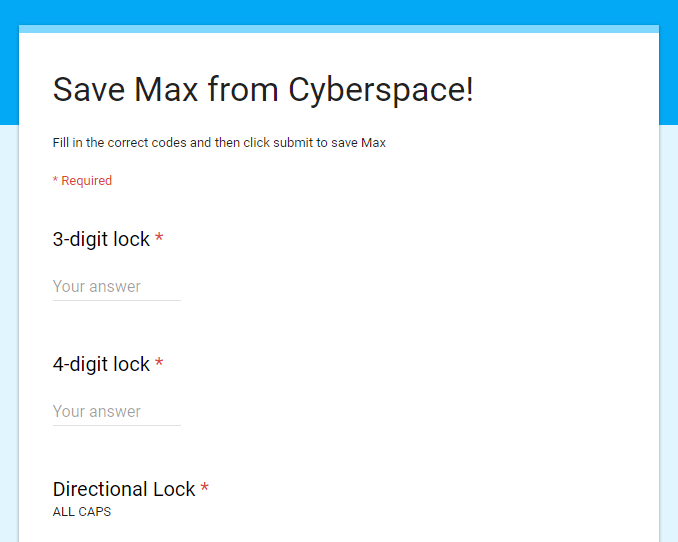 Save Max from Cyberspace!
Fill in the correct codes and then click submit to save Max
* Required
3-digit lock *
Your answer
4-digit lock *
Your answer
Directional Lock *
ALL CAPS